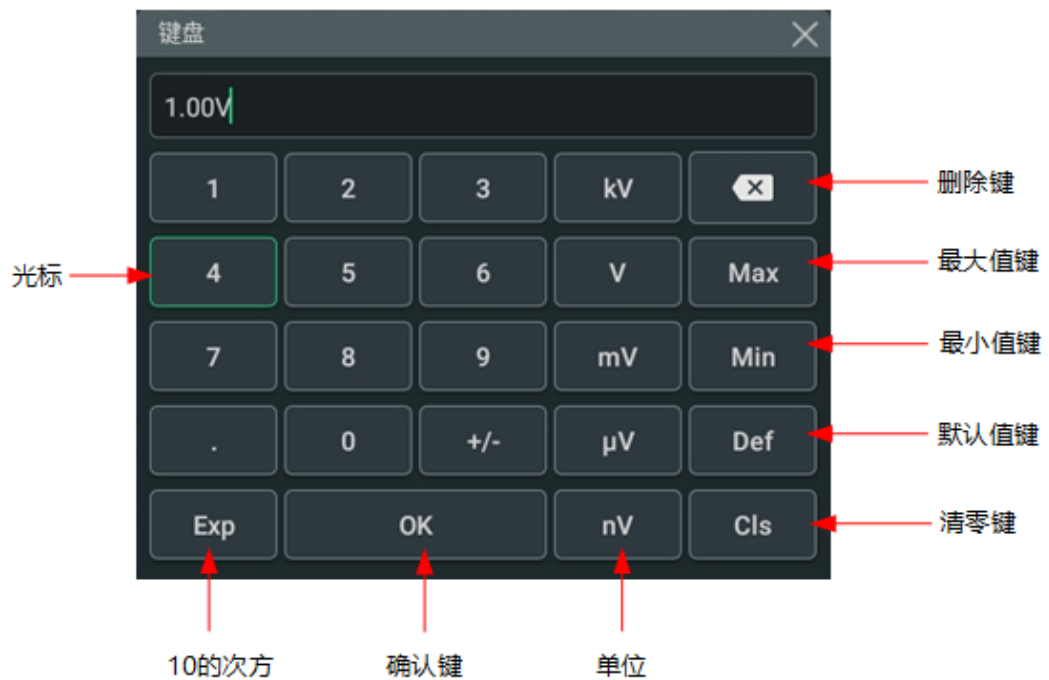 键盘
1.00V
1 2 3 kV
删除键
光标
4 5 6 V Max
最大值键
7 8 9 mV Min
最小值键
. 0 +/- µV Def
默认值键
Exp OK nV Cls
清零键
10的次方 确认键 单位